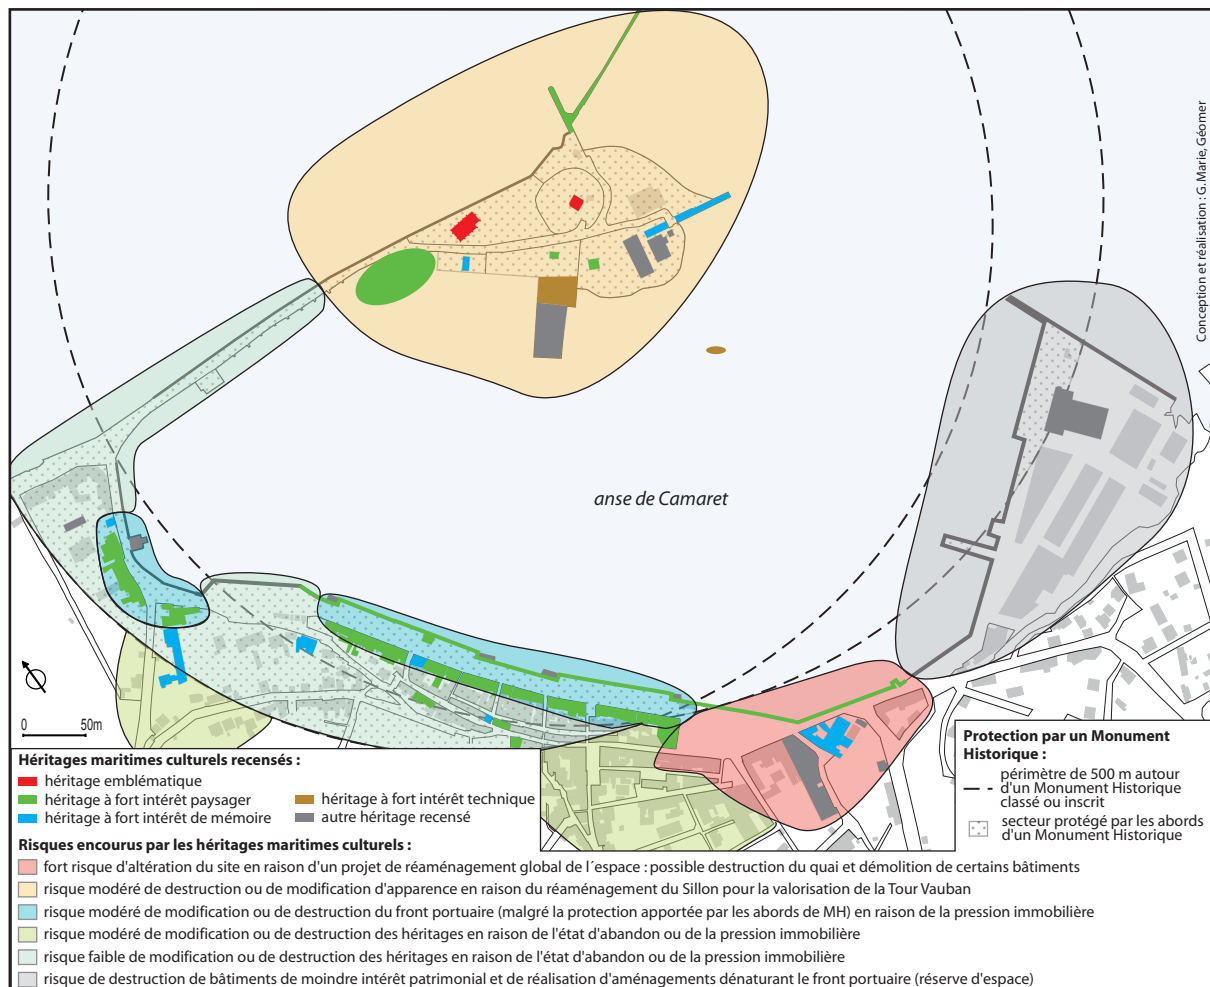 Conception et réalisation : G. Marie, Géomer
anse de Camaret
0 50m
Héritages maritimes culturels recensés :
héritage emblématique
héritage à fort intérêt paysager
héritage à fort intérêt de mémoire
héritage à fort intérêt technique
autre héritage recensé
Protection par un Monument
Historique :
périmètre de 500 m autour
d'un Monument Historique
classé ou inscrit
secteur protégé par les abords
d'un Monument Historique
Risques encourus par les héritages maritimes culturels :
fort risque d'altération du site en raison d'un projet de réaménagement global de l´espace : possible destruction du quai et démolition de certains bâtiments
risque modéré de destruction ou de modification d'apparence en raison du réaménagement du Sillon pour la valorisation de la Tour Vauban
risque modéré de modification ou de destruction du front portuaire (malgré la protection apportée par les abords de MH) en raison de la pression immobilière
risque modéré de modification ou de destruction des héritages en raison de l'état d'abandon ou de la pression immobilière
risque faible de modification ou de destruction des héritages en raison de l'état d'abandon ou de la pression immobilière
risque de destruction de bâtiments de moindre intérêt patrimonial et de réalisation d'aménagements dénaturant le front portuaire (réserve d'espace)